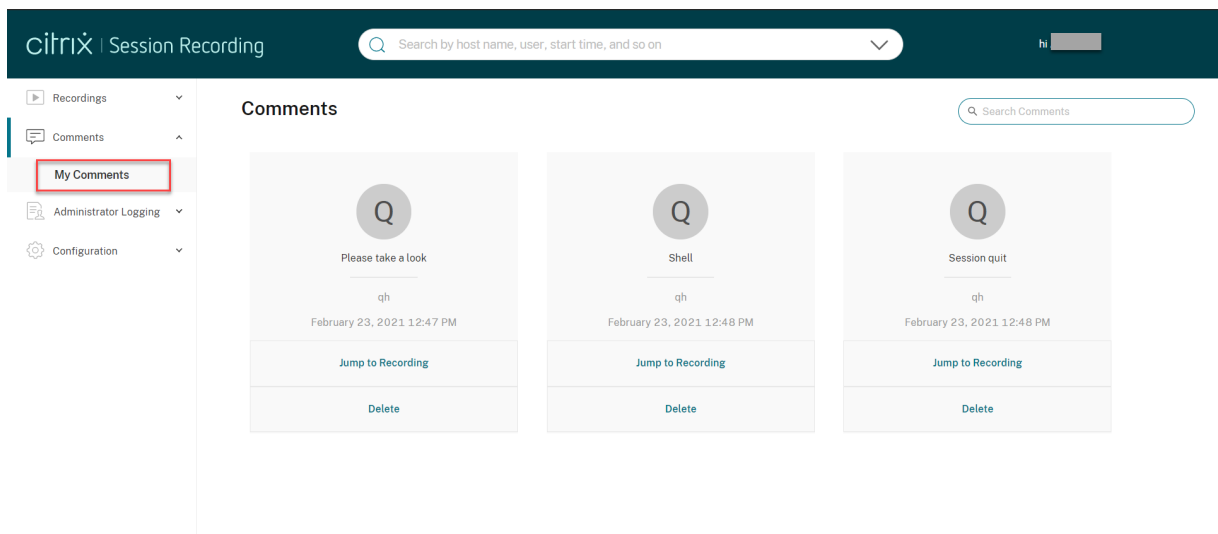 citrix | Session Recording
Search by host name, user, start time, and so on
hi
Recordings
Comments
My Comments
Administrator Logging
Configuration
Comments
Search Comments
Q
Please take a look
qh
February 23, 2021 12:47 PM
Jump to Recording
Delete
Q
Shell
qh
February 23, 2021 12:48 PM
Jump to Recording
Delete
Q
Session quit
qh
February 23, 2021 12:48 PM
Jump to Recording
Delete